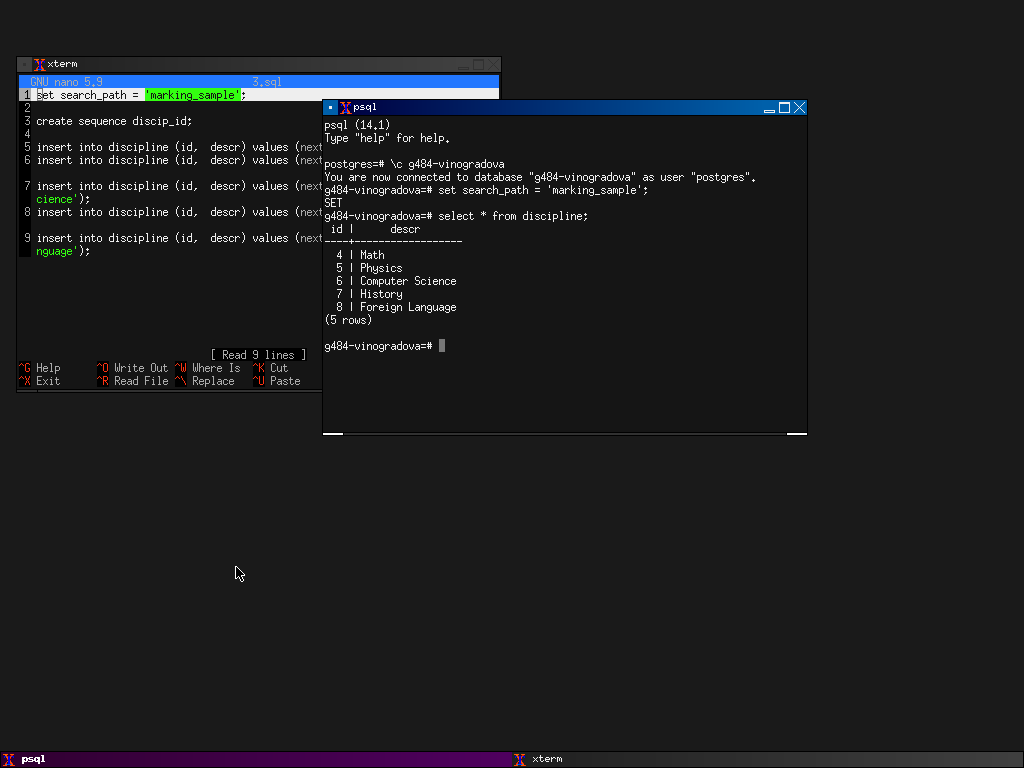 xterm
GNU nano 5.9 3.sql
1 set search_path = 'marking_sample';
2
3 create sequence discip_id;
4
5 insert into discipline (id, descr) values (next
6 insert into discipline (id, descr) values (next
7 insert into discipline (id, descr) values (next
cience');
8 insert into discipline (id, descr) values (next
9 insert into discipline (id, descr) values (next
nguage');
[ Read 9 lines ]
^G Help ^O Write Out ^W Where Is ^K Cut
^X Exit ^R Read File ^\ Replace ^U Paste
psql
psql (14.1)
Type "help" for help.
postgres=# \c g484-vinogradova
You are now connected to database "g484-vinogradova" as user "postgres".
g484-vinogradova=# set search_path = 'marking_sample';
SET
g484-vinogradova=# select * from discipline;
id | descr
----+------------------
4 | Math
5 | Physics
6 | Computer Science
7 | History
8 | Foreign Language
(5 rows)
g484-vinogradova=#
psql
xterm